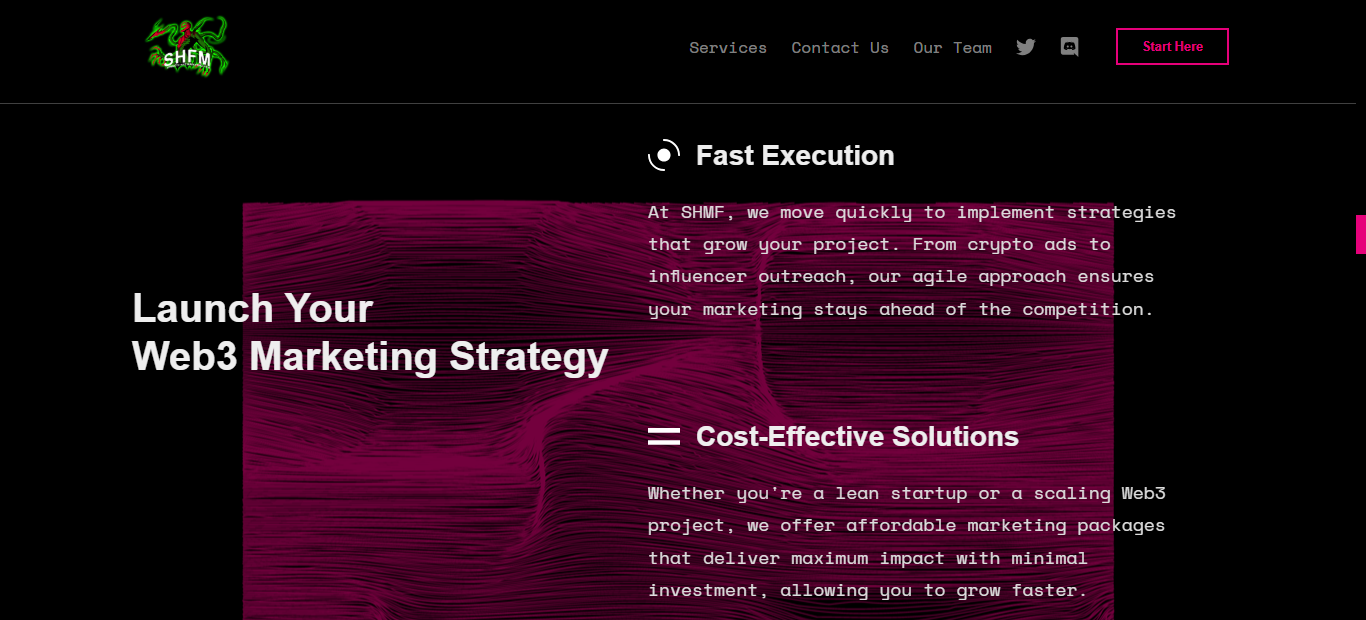 SHFM
Services Contact Us Our Team Start Here
Fast Execution
At SHMF, we move quickly to implement strategies
that grow your project. From crypto ads to
influencer outreach, our agile approach ensures
your marketing stays ahead of the competition.
Launch Your
Web3 Marketing Strategy
Cost-Effective Solutions
Whether you're a lean startup or a scaling Web3
project, we offer affordable marketing packages
that deliver maximum impact with minimal
investment, allowing you to grow faster.